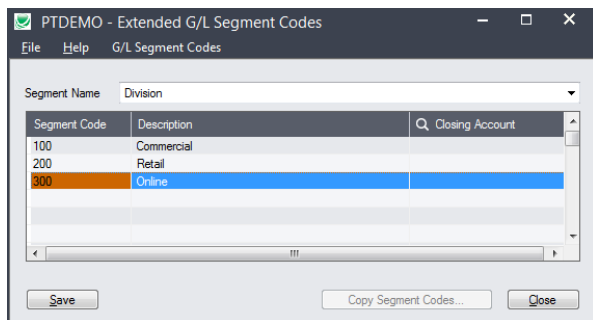 PTDEMO - Extended G/L Segment Codes
File Help G/L Segment Codes
Segment Name Division
Segment Code Description Closing Account
100 Commercial
200 Retail
300 Online
Save Copy Segment Codes... Close